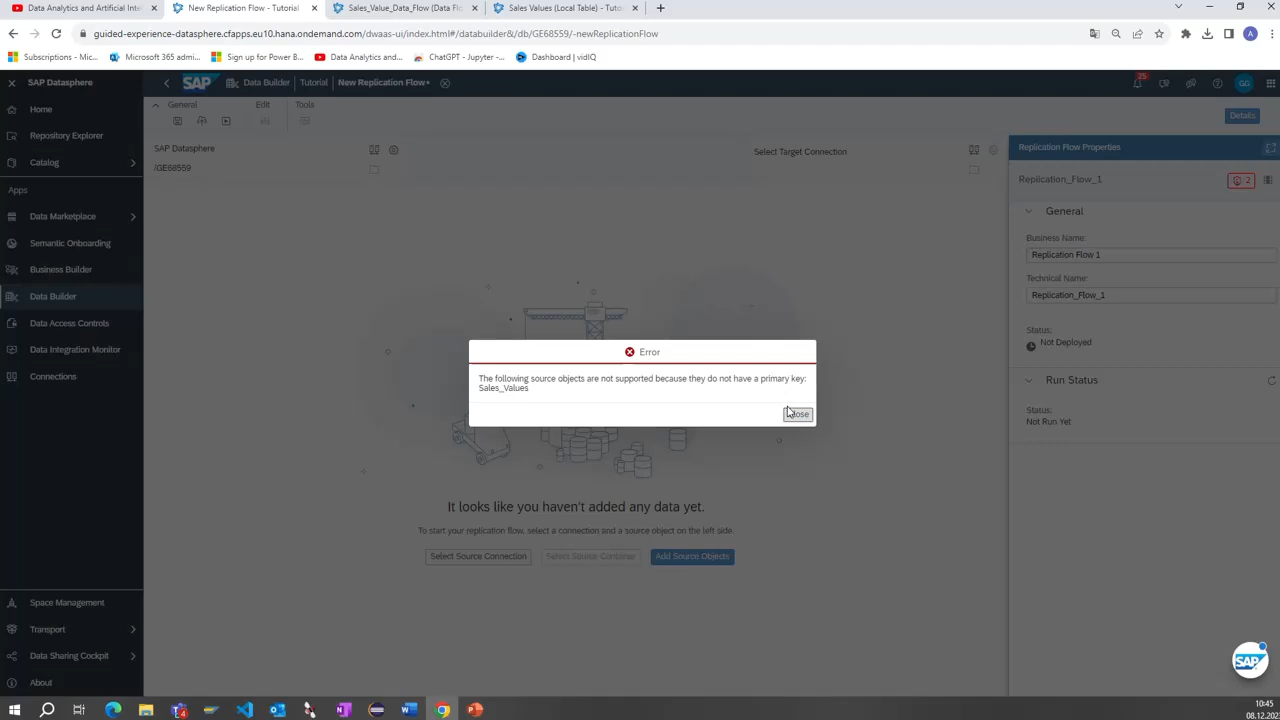 Data Analytics and Artificial Intel
New Replication Flow - Tutorial
Sales_Value_Data_Flow (Data Fl
Sales Values (Local Table) - Tuto
guided-experience-datasphere.cfapps.eu10.hana.ondemand.com/dwaas-ui/index.html#/databuilder&/db/GE68559/-newReplicationFlow
A
Subscriptions - Mic...
Microsoft 365 admi...
Sign up for Power B...
Data Analytics and...
ChatGPT - Jupyter -...
Dashboard | vidIQ
SAP Datasphere
SAP
Data Builder
Tutorial
New Replication Flow*
25
GG
Home
Repository Explorer
Catalog
Apps
Data Marketplace
Semantic Onboarding
Business Builder
Data Builder
Data Access Controls
Data Integration Monitor
Connections
Space Management
Transport
Data Sharing Cockpit
About
General
Edit
Tools
Details
SAP Datasphere
/GE68559
Select Target Connection
Error
The following source objects are not supported because they do not have a primary key:
Sales_Values
It looks like you haven't added any data yet.
To start your replication flow, select a connection and a source object on the left side.
Select Source Connection
Select Source Container
Add Source Objects
Replication Flow Properties
Replication_Flow_1
2
General
Business Name:
Replication Flow 1
Technical Name:
Replication_Flow_1
Status:
Not Deployed
Run Status
Status:
Not Run Yet
SAP
10:45